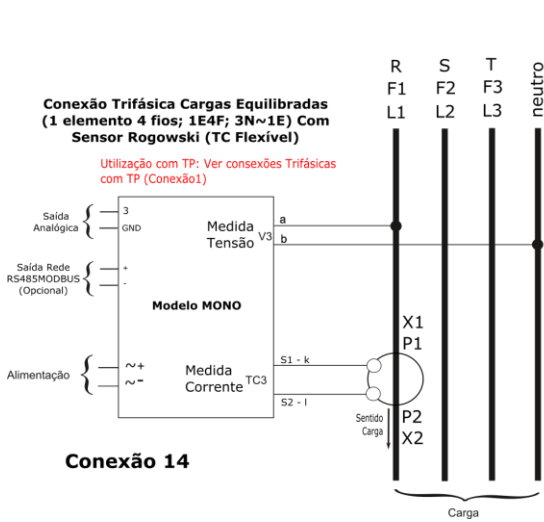 R S T neutro
F1 F2 F3
L1 L2 L3
Conexão Trifásica Cargas Equilibradas
(1 elemento 4 fios; 1E4F; 3N~1E) Com
Sensor Rogowski (TC Flexível)
Utilização com TP: Ver consexões Trifásicas
com TP (Conexão1)
Saída
Analógica
3
GND
Medida
Tensão
V3
a
b
Saída Rede
RS485MODBUS
(Opcional)
+
-
Modelo MONO
X1
P1
Alimentação
~+
~-
Medida
Corrente
TC3
S1 - k
S2 - l
Sentido
Carga
P2
X2
Conexão 14
Carga